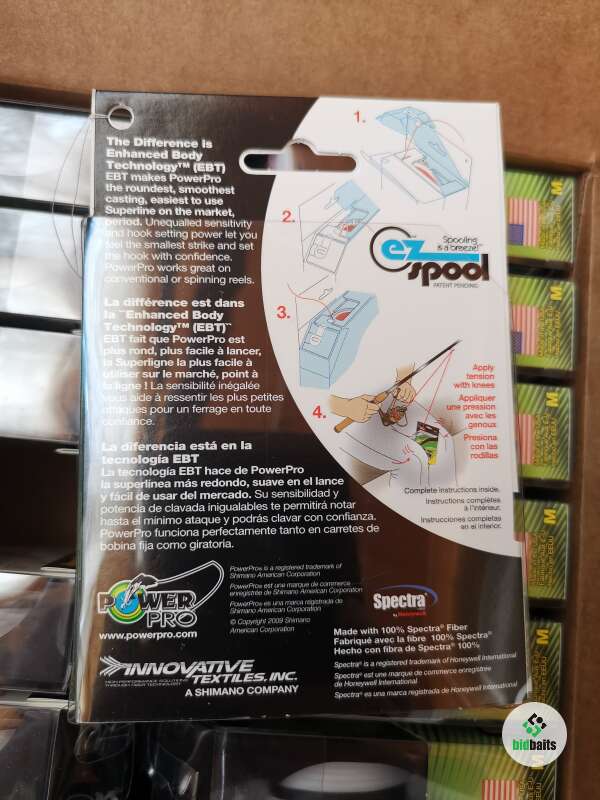 The Difference is
Enhanced Body
Technology™ (EBT)
EBT makes PowerPro
the roundest, smoothest
casting, easiest to use
Superline on the market,
period. Unequalled sensitivity
and hook setting power let you
feel the smallest strike and set
the hook with confidence.
PowerPro works great on
conventional or spinning reels.
La différence est dans
la "Enhanced Body
Technology™ (EBT)"
EBT fait que PowerPro est
plus rond, plus facile à lancer,
la Superligne la plus facile à
utiliser sur le marché, point à
la ligne ! La sensibilité inégalée
vous aide à ressentir les plus petites
attaques pour un ferrage en toute
confiance.
La diferencia está en la
tecnología EBT
La tecnología EBT hace de PowerPro
la superlinea más redondo, suave en el lance
y fácil de usar del mercado. Su sensibilidad y
potencia de clavada inigualables te permitirá notar
hasta el mínimo ataque y podrás clavar con confianza.
PowerPro funciona perfectamente tanto en carretes de
bobina fija como giratoria.
1.
2.
3.
4.
ez spool
Spooling
is a breeze!
PATENT PENDING
Apply
tension
with knees
Appliquer
une pression
avec les
genoux
Presiona
con las
rodillas
Complete instructions inside.
Instructions complètes
à l'intérieur.
Instrucciones completas
en el interior.
POWER
PRO
www.powerpro.com
PowerPro® is a registered trademark of
Shimano American Corporation
PowerPro® est une marque de commerce
enregistrée de Shimano American Corporation
PowerPro® es una marca registrada de
Shimano American Corporation
© Copyright 2009 Shimano
American Corporation
Spectra
by Honeywell
Made with 100% Spectra® Fiber
Fabriqué avec la fibre 100% Spectra®
Hecho con fibra de Spectra® 100%
Spectra® is a registered trademark of Honeywell International
Spectra® est une marque de commerce enregistrée
de Honeywell International
Spectra® es una marca registrada de Honeywell International
INNOVATIVE
TEXTILES, INC.
HIGH PERFORMANCE SOLUTIONS
THROUGH FIBER TECHNOLOGY
A SHIMANO COMPANY
M
M
M
M
M
bidbaits